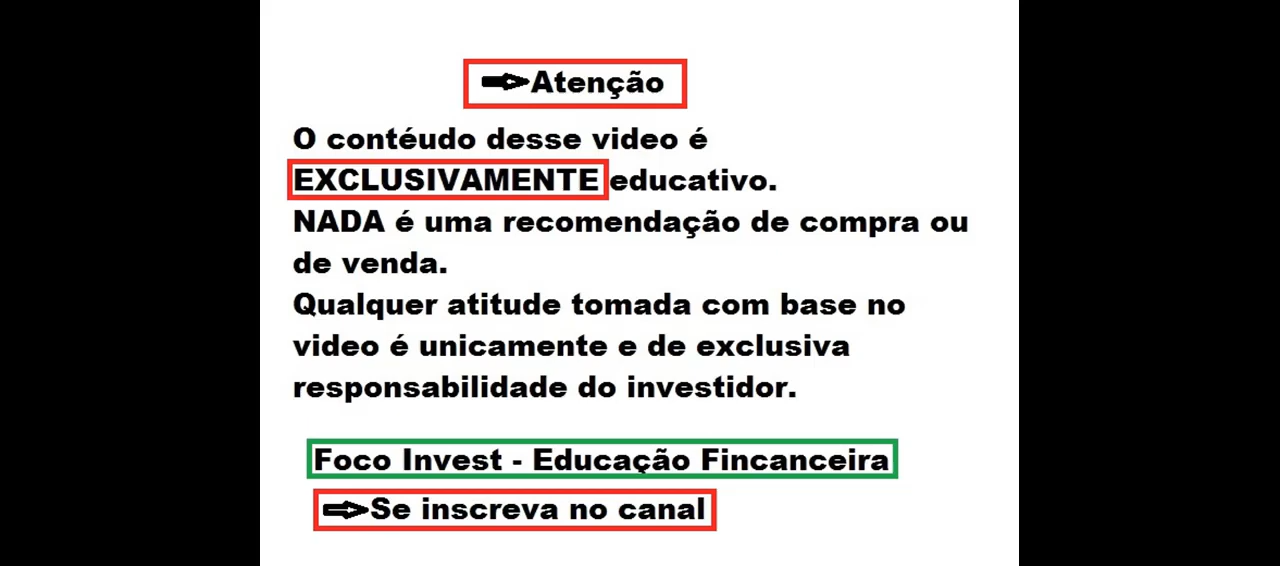 Atenção
O contéudo desse video é
EXCLUSIVAMENTE educativo.
NADA é uma recomendação de compra ou
de venda.
Qualquer atitude tomada com base no
video é unicamente e de exclusiva
responsabilidade do investidor.
Foco Invest - Educação Fincanceira
Se inscreva no canal